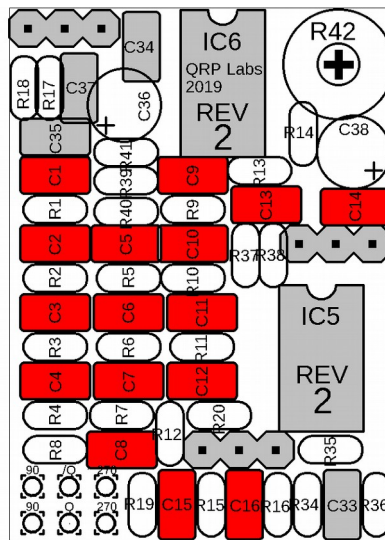 C34
IC6
R42
QRP Labs
2019
REV
2
R18
R17
C37
C36
C35
R14
C38
R41
C1
R39
C9
R13
R1
R40
R9
C13
C14
C2
C5
C10
R37
R38
R2
R5
R10
C3
C6
C11
IC5
R3
R6
R11
C4
C7
C12
REV
2
R4
R7
R20
R8
C8
R12
R35
90
/O
270
90
O
270
R19
C15
R15
C16
R16
R34
C33
R36